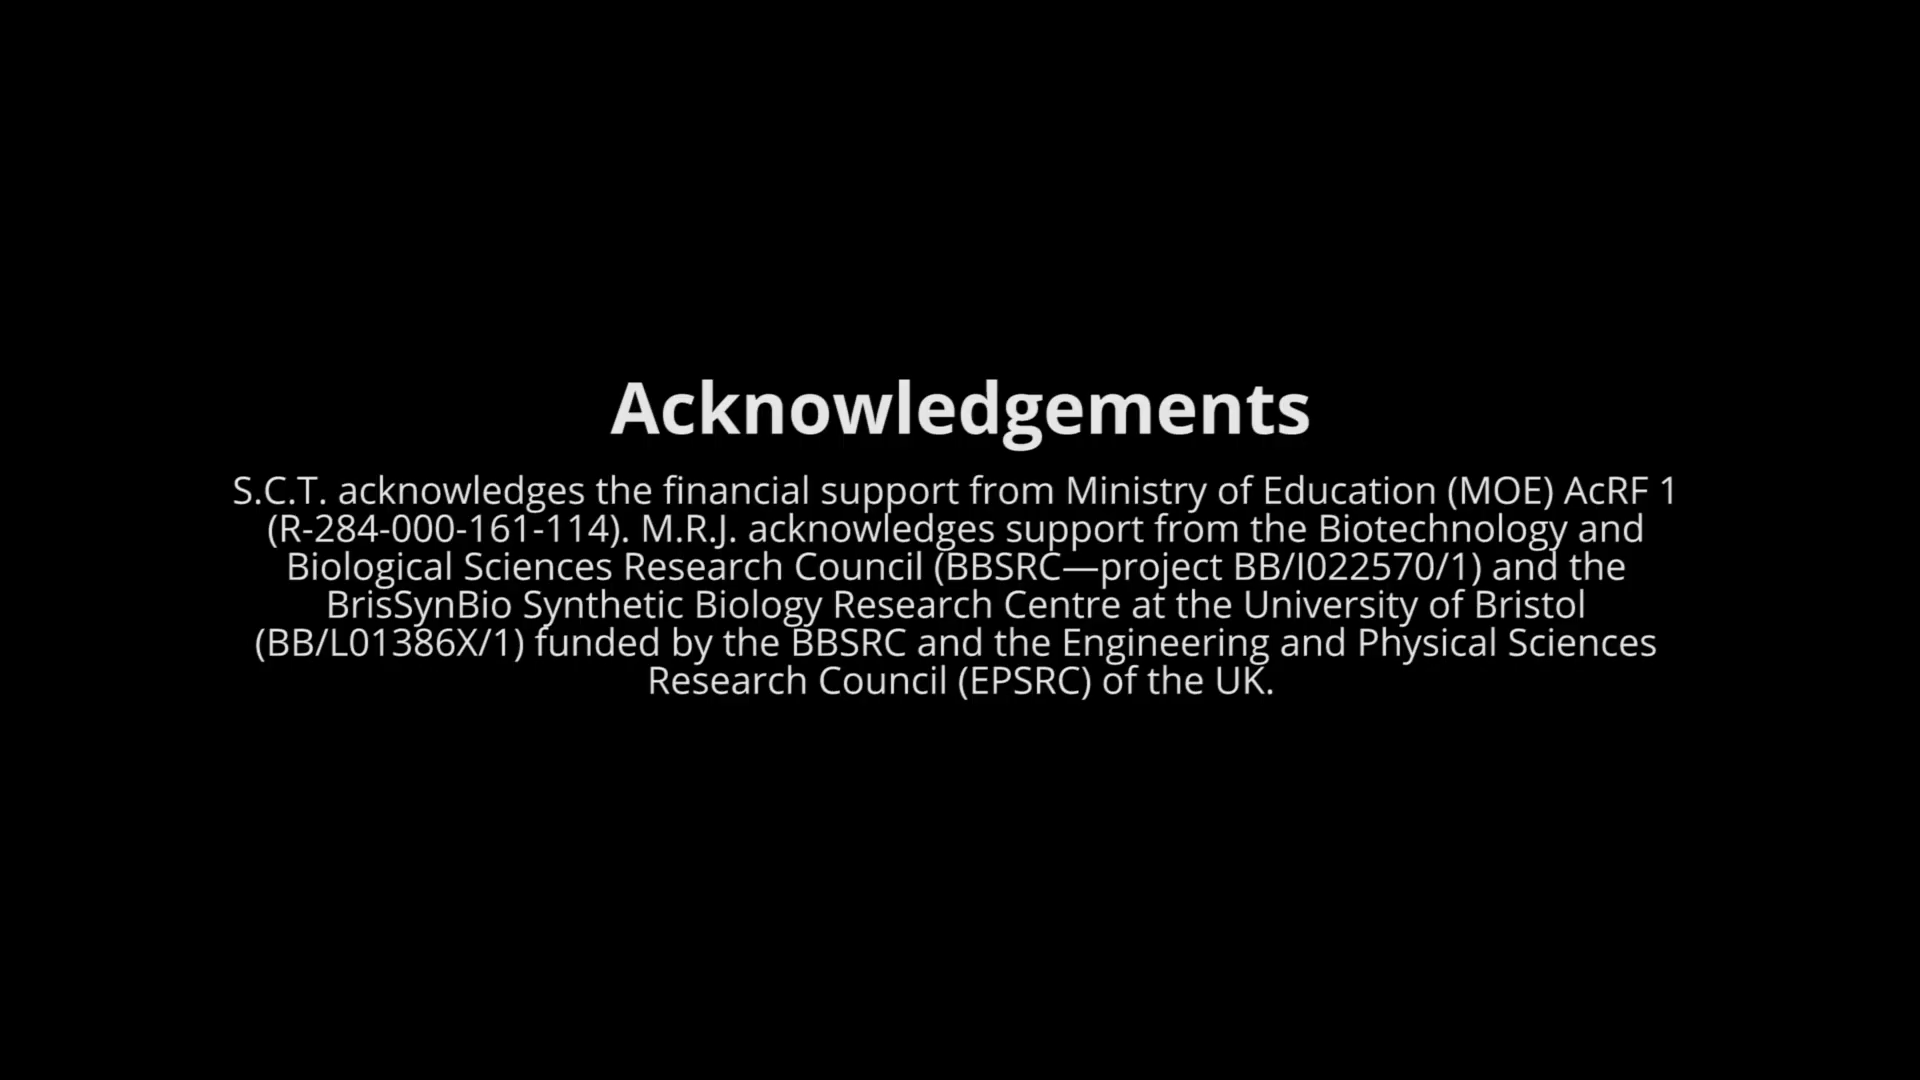 Acknowledgements
S.C.T. acknowledges the financial support from Ministry of Education (MOE) AcRF 1
(R-284-000-161-114). M.R.J. acknowledges support from the Biotechnology and
Biological Sciences Research Council (BBSRC—project BB/I022570/1) and the
BrisSynBio Synthetic Biology Research Centre at the University of Bristol
(BB/L01386X/1) funded by the BBSRC and the Engineering and Physical Sciences
Research Council (EPSRC) of the UK.